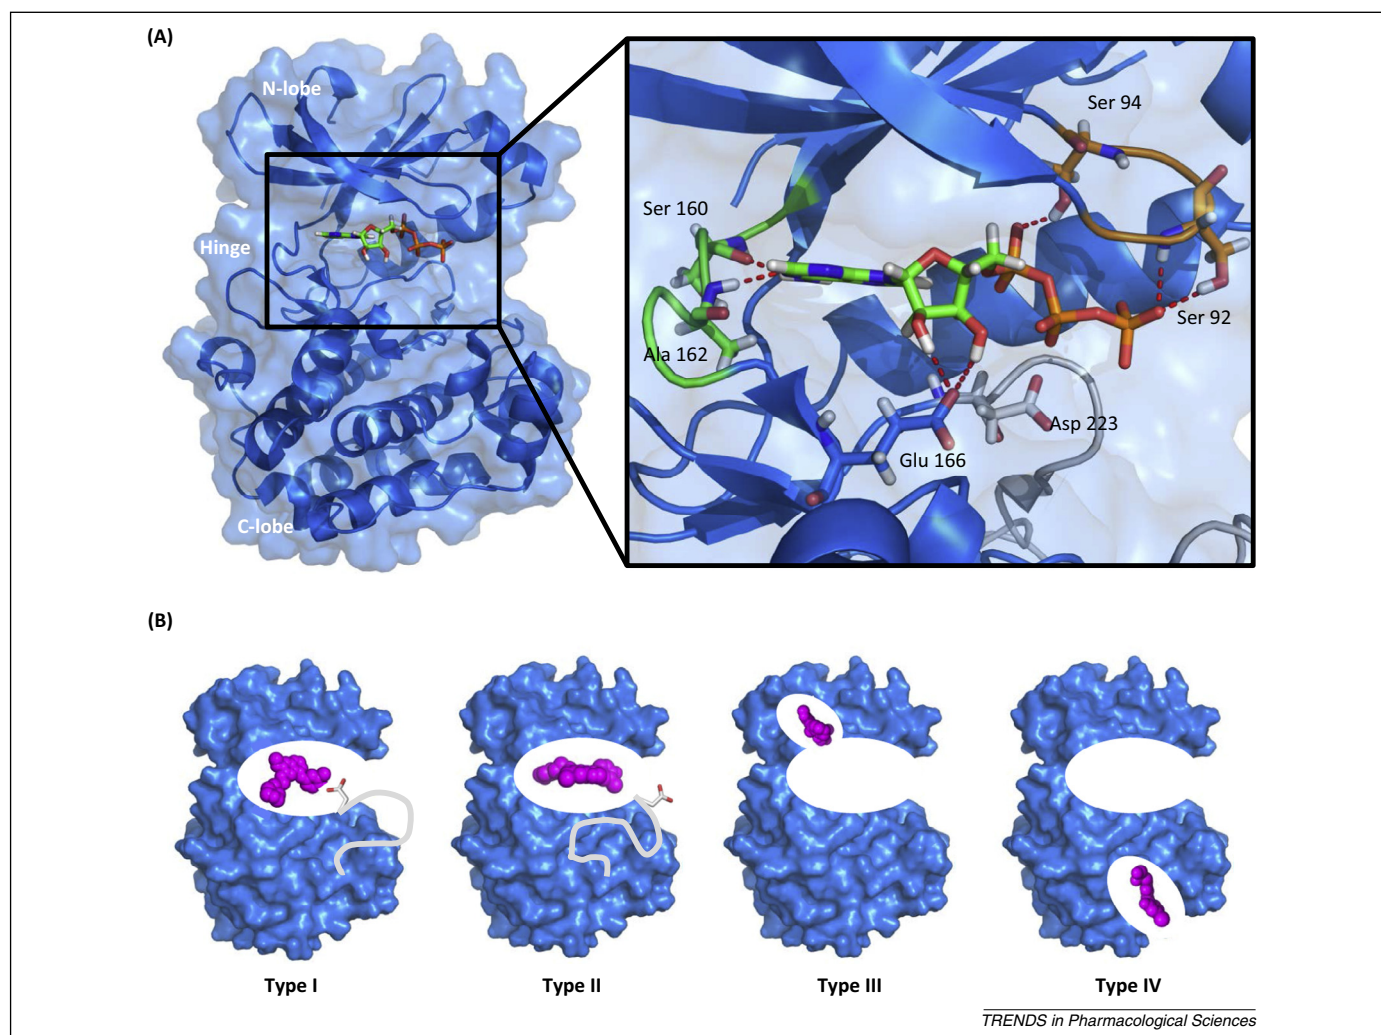 (A)
N-lobe
Hinge
C-lobe
Ser 94
Ser 160
Ser 92
Ala 162
Asp 223
Glu 166
(B)
Type I
Type II
Type III
Type IV
TRENDS in Pharmacological Sciences